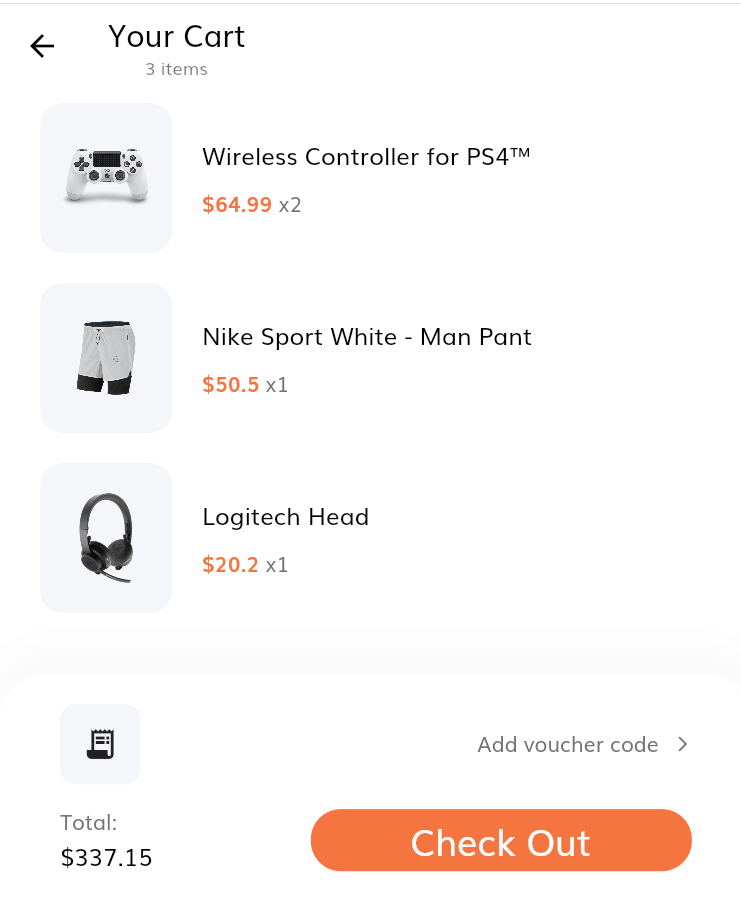 Your Cart
3 items
Wireless Controller for PS4™
$64.99 x2
Nike Sport White - Man Pant
$50.5 x1
Logitech Head
$20.2 x1
Add voucher code
Total:
$337.15
Check Out